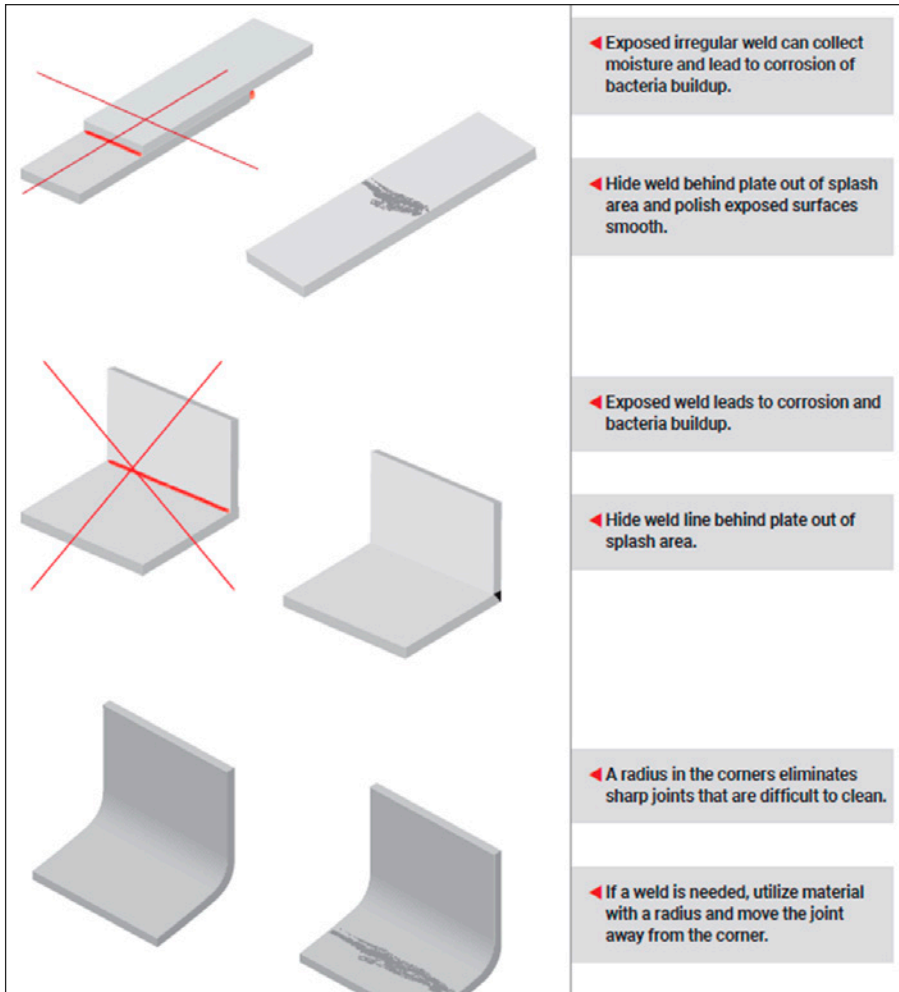 ◀ Exposed irregular weld can collect
moisture and lead to corrosion of
bacteria buildup.
◀ Hide weld behind plate out of splash
area and polish exposed surfaces
smooth.
◀ Exposed weld leads to corrosion and
bacteria buildup.
◀ Hide weld line behind plate out of
splash area.
◀ A radius in the corners eliminates
sharp joints that are difficult to clean.
◀ If a weld is needed, utilize material
with a radius and move the joint
away from the corner.